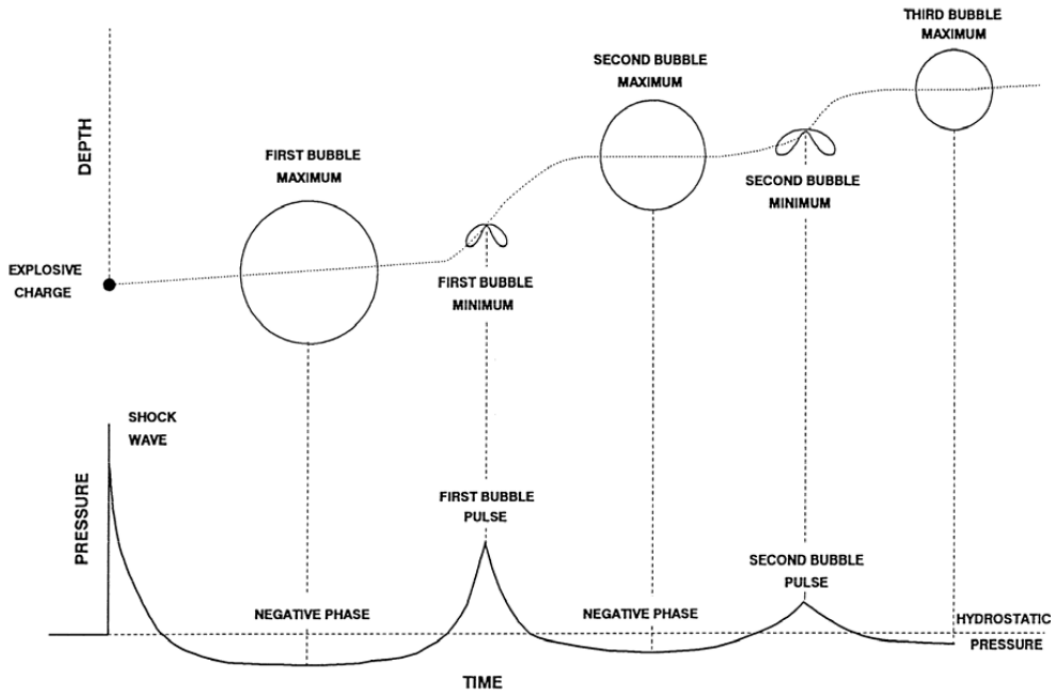 THIRD BUBBLE
MAXIMUM
SECOND BUBBLE
MAXIMUM
DEPTH
FIRST BUBBLE
MAXIMUM
SECOND BUBBLE
MINIMUM
EXPLOSIVE
CHARGE
FIRST BUBBLE
MINIMUM
SHOCK
WAVE
PRESSURE
FIRST BUBBLE
PULSE
SECOND BUBBLE
PULSE
NEGATIVE PHASE
NEGATIVE PHASE
HYDROSTATIC
PRESSURE
TIME